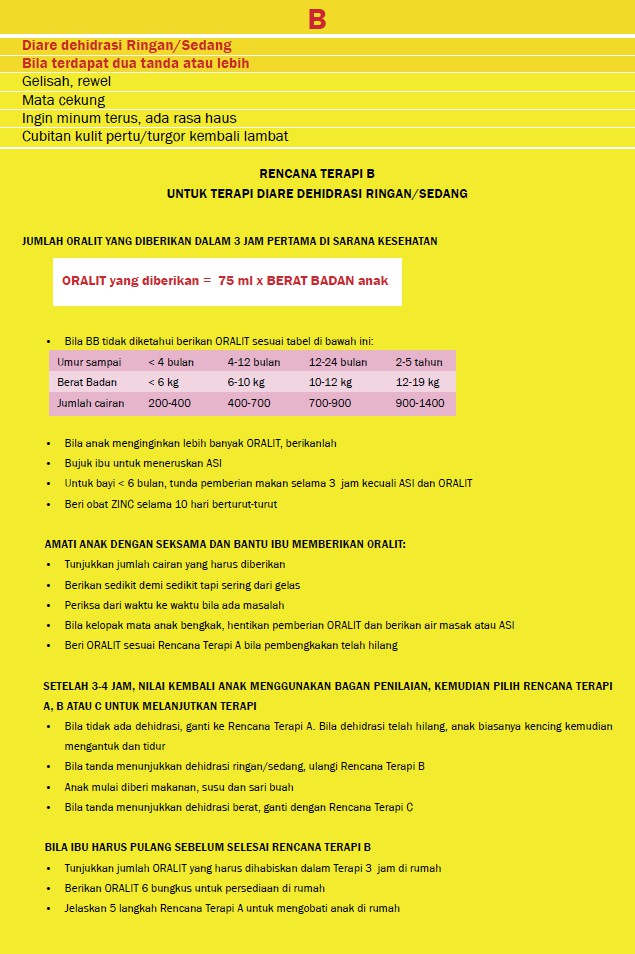 B
Diare dehidrasi Ringan/Sedang
Bila terdapat dua tanda atau lebih
Gelisah, rewel
Mata cekung
Ingin minum terus, ada rasa haus
Cubitan kulit pertu/turgor kembali lambat
RENCANA TERAPI B
UNTUK TERAPI DIARE DEHIDRASI RINGAN/SEDANG
JUMLAH ORALIT YANG DIBERIKAN DALAM 3 JAM PERTAMA DI SARANA KESEHATAN
ORALIT yang diberikan = 75 ml x BERAT BADAN anak
• Bila BB tidak diketahui berikan ORALIT sesuai tabel di bawah ini:
Umur sampai < 4 bulan 4-12 bulan 12-24 bulan 2-5 tahun
Berat Badan < 6 kg 6-10 kg 10-12 kg 12-19 kg
Jumlah cairan 200-400 400-700 700-900 900-1400
• Bila anak menginginkan lebih banyak ORALIT, berikanlah
• Bujuk ibu untuk meneruskan ASI
• Untuk bayi < 6 bulan, tunda pemberian makan selama 3 jam kecuali ASI dan ORALIT
• Beri obat ZINC selama 10 hari berturut-turut
AMATI ANAK DENGAN SEKSAMA DAN BANTU IBU MEMBERIKAN ORALIT:
• Tunjukkan jumlah cairan yang harus diberikan
• Berikan sedikit demi sedikit tapi sering dari gelas
• Periksa dari waktu ke waktu bila ada masalah
• Bila kelopak mata anak bengkak, hentikan pemberian ORALIT dan berikan air masak atau ASI
• Beri ORALIT sesuai Rencana Terapi A bila pembengkakan telah hilang
SETELAH 3-4 JAM, NILAI KEMBALI ANAK MENGGUNAKAN BAGAN PENILAIAN, KEMUDIAN PILIH RENCANA TERAPI
A, B ATAU C UNTUK MELANJUTKAN TERAPI
• Bila tidak ada dehidrasi, ganti ke Rencana Terapi A. Bila dehidrasi telah hilang, anak biasanya kencing kemudian
mengantuk dan tidur
• Bila tanda menunjukkan dehidrasi ringan/sedang, ulangi Rencana Terapi B
• Anak mulai diberi makanan, susu dan sari buah
• Bila tanda menunjukkan dehidrasi berat, ganti dengan Rencana Terapi C
BILA IBU HARUS PULANG SEBELUM SELESAI RENCANA TERAPI B
• Tunjukkan jumlah ORALIT yang harus dihabiskan dalam Terapi 3 jam di rumah
• Berikan ORALIT 6 bungkus untuk persediaan di rumah
• Jelaskan 5 langkah Rencana Terapi A untuk mengobati anak di rumah